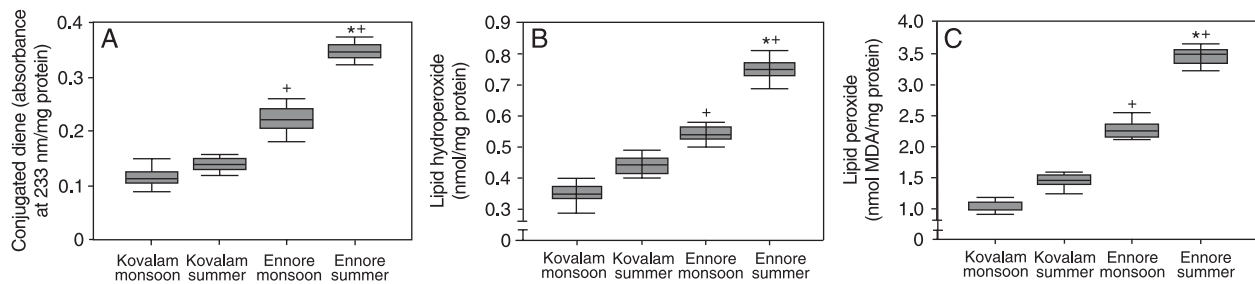 A
Conjugated diene (absorbance
at 233 nm/mg protein)
0.4
0.3
0.2
0.1
0
+
*+
Kovalam
monsoon
Kovalam
summer
Ennore
monsoon
Ennore
summer
B
Lipid hydroperoxide
(nmol/mg protein)
0.9
0.8
0.7
0.6
0.5
0.4
0.3
0
+
*+
Kovalam
monsoon
Kovalam
summer
Ennore
monsoon
Ennore
summer
C
Lipid peroxide
(nmol MDA/mg protein)
4.0
3.5
3.0
2.5
2.0
1.5
1.0
0
+
*+
Kovalam
monsoon
Kovalam
summer
Ennore
monsoon
Ennore
summer